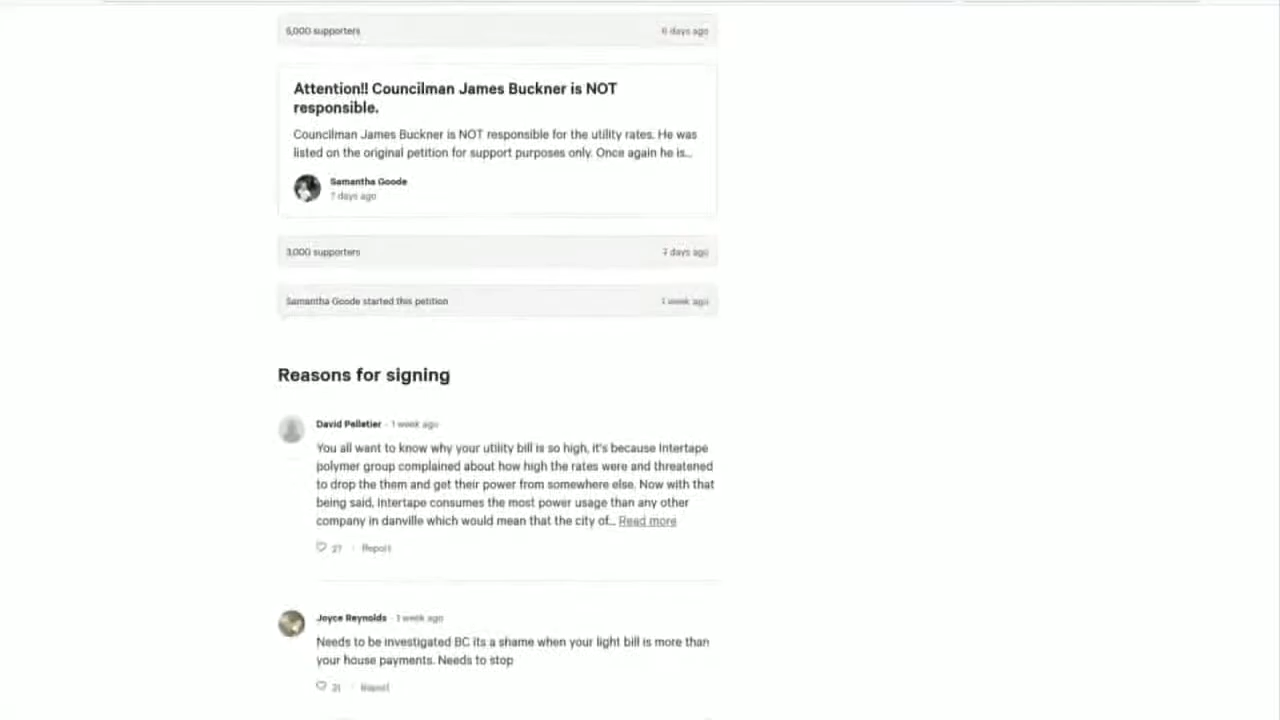 5,000 supporters
6 days ago
Attention!! Councilman James Buckner is NOT
responsible.
Councilman James Buckner is NOT responsible for the utility rates. He was
listed on the original petition for support purposes only. Once again he is...
Samantha Goode
7 days ago
3,000 supporters
7 days ago
Samantha Goode started this petition
1 week ago
Reasons for signing
David Pelletier · 1 week ago
You all want to know why your utility bill is so high, it's because Intertape
polymer group complained about how high the rates were and threatened
to drop the them and get their power from somewhere else. Now with that
being said, Intertape consumes the most power usage than any other
company in danville which would mean that the city of... Read more
27 · Report
Joyce Reynolds · 1 week ago
Needs to be investigated BC its a shame when your light bill is more than
your house payments. Needs to stop
21 · Report